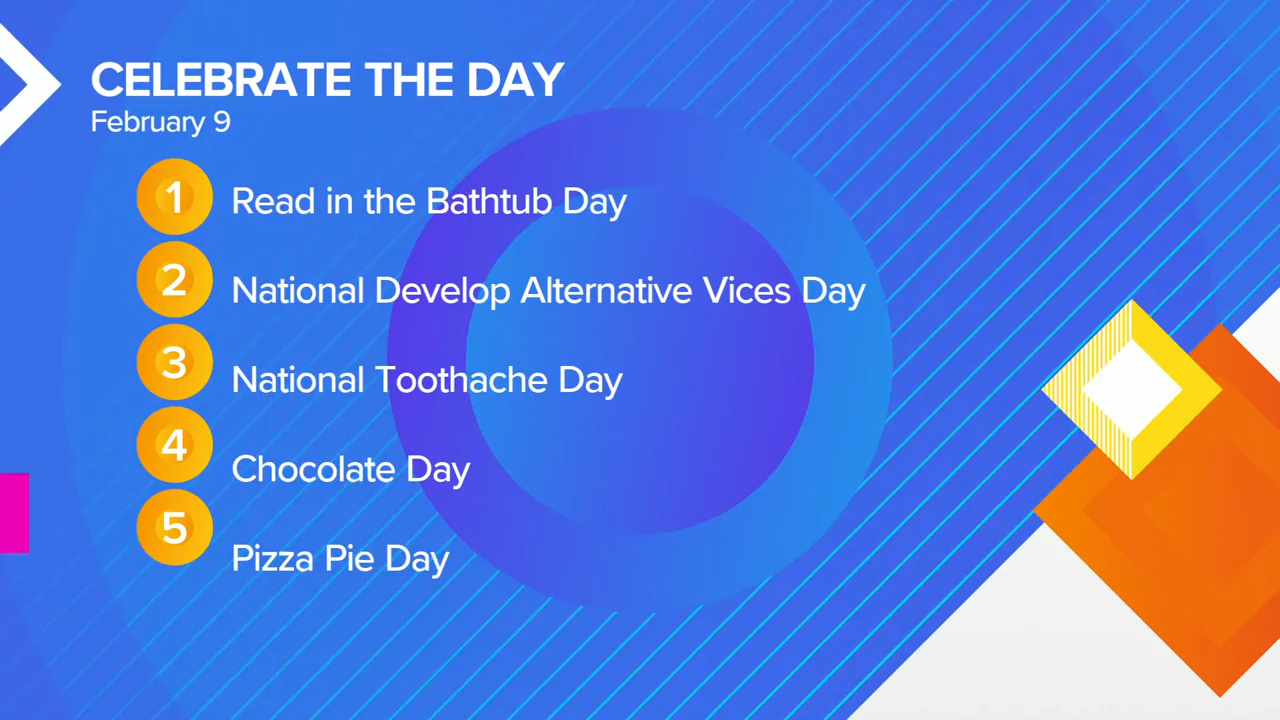 CELEBRATE THE DAY
February 9
1 Read in the Bathtub Day
2 National Develop Alternative Vices Day
3 National Toothache Day
4 Chocolate Day
5 Pizza Pie Day